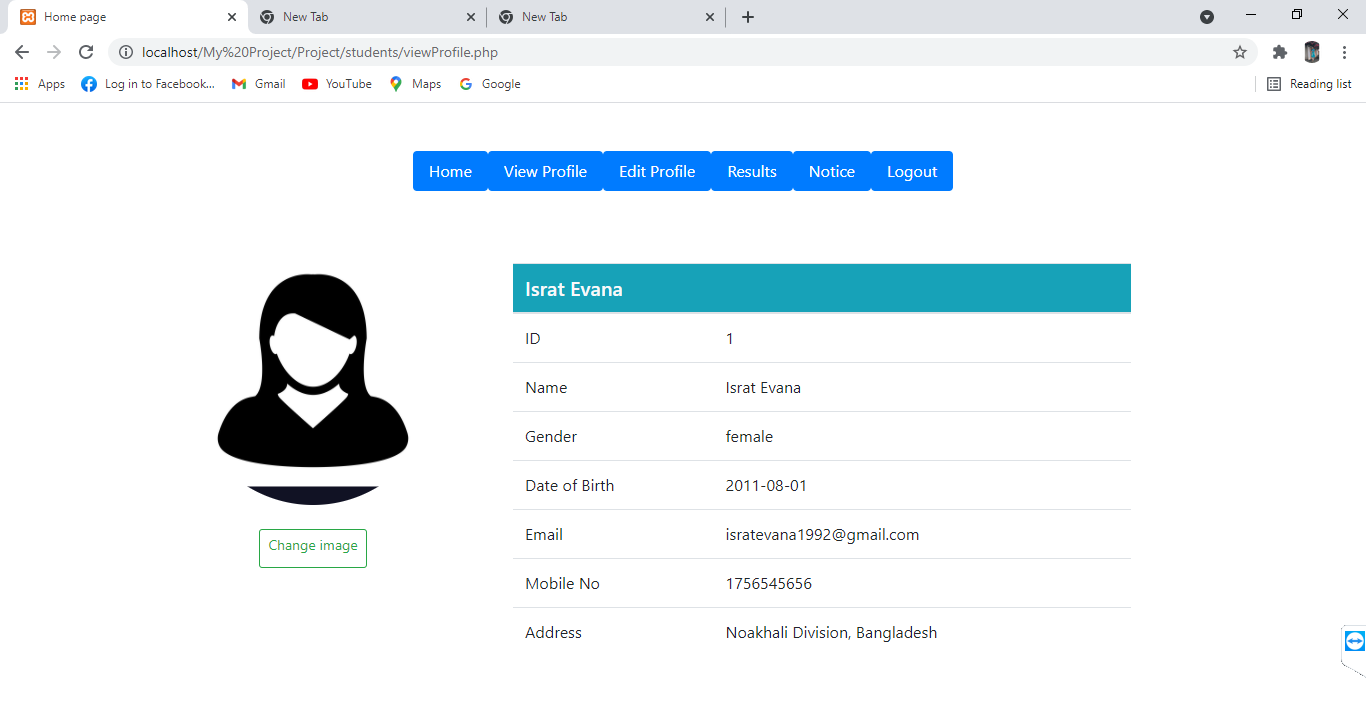 Home page New Tab New Tab
localhost/My%20Project/Project/students/viewProfile.php
Apps Log in to Facebook... Gmail YouTube Maps Google Reading list
Home View Profile Edit Profile Results Notice Logout
Israt Evana
ID 1
Name Israt Evana
Gender female
Date of Birth 2011-08-01
Email isratevana1992@gmail.com
Mobile No 1756545656
Address Noakhali Division, Bangladesh
Change image